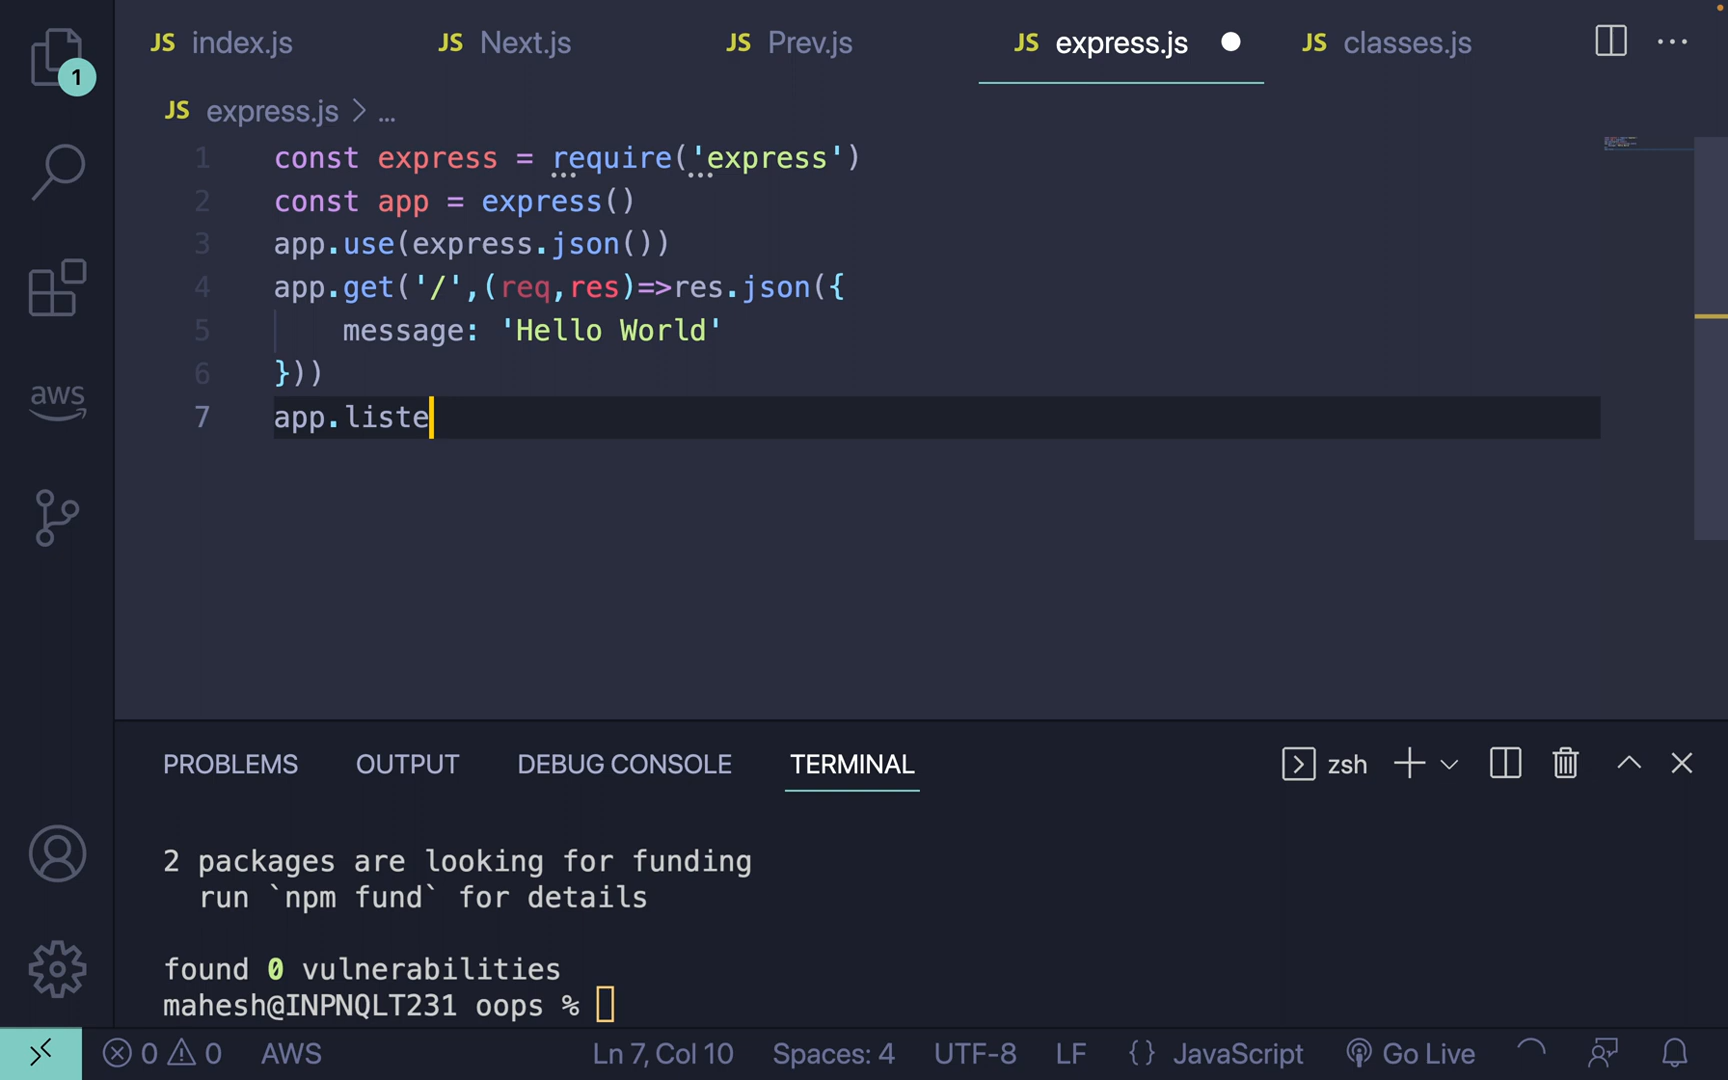 JS index.js JS Next.js JS Prev.js JS express.js JS classes.js
1
JS express.js > ...
1 const express = require('express')
2 const app = express()
3 app.use(express.json())
4 app.get('/',(req,res)=>res.json({
5 message: 'Hello World'
6 }))
7 app.liste
aws
PROBLEMS OUTPUT DEBUG CONSOLE TERMINAL zsh
2 packages are looking for funding
run `npm fund` for details
found 0 vulnerabilities
mahesh@INPNQLT231 oops %
0 0 AWS Ln 7, Col 10 Spaces: 4 UTF-8 LF {} JavaScript Go Live